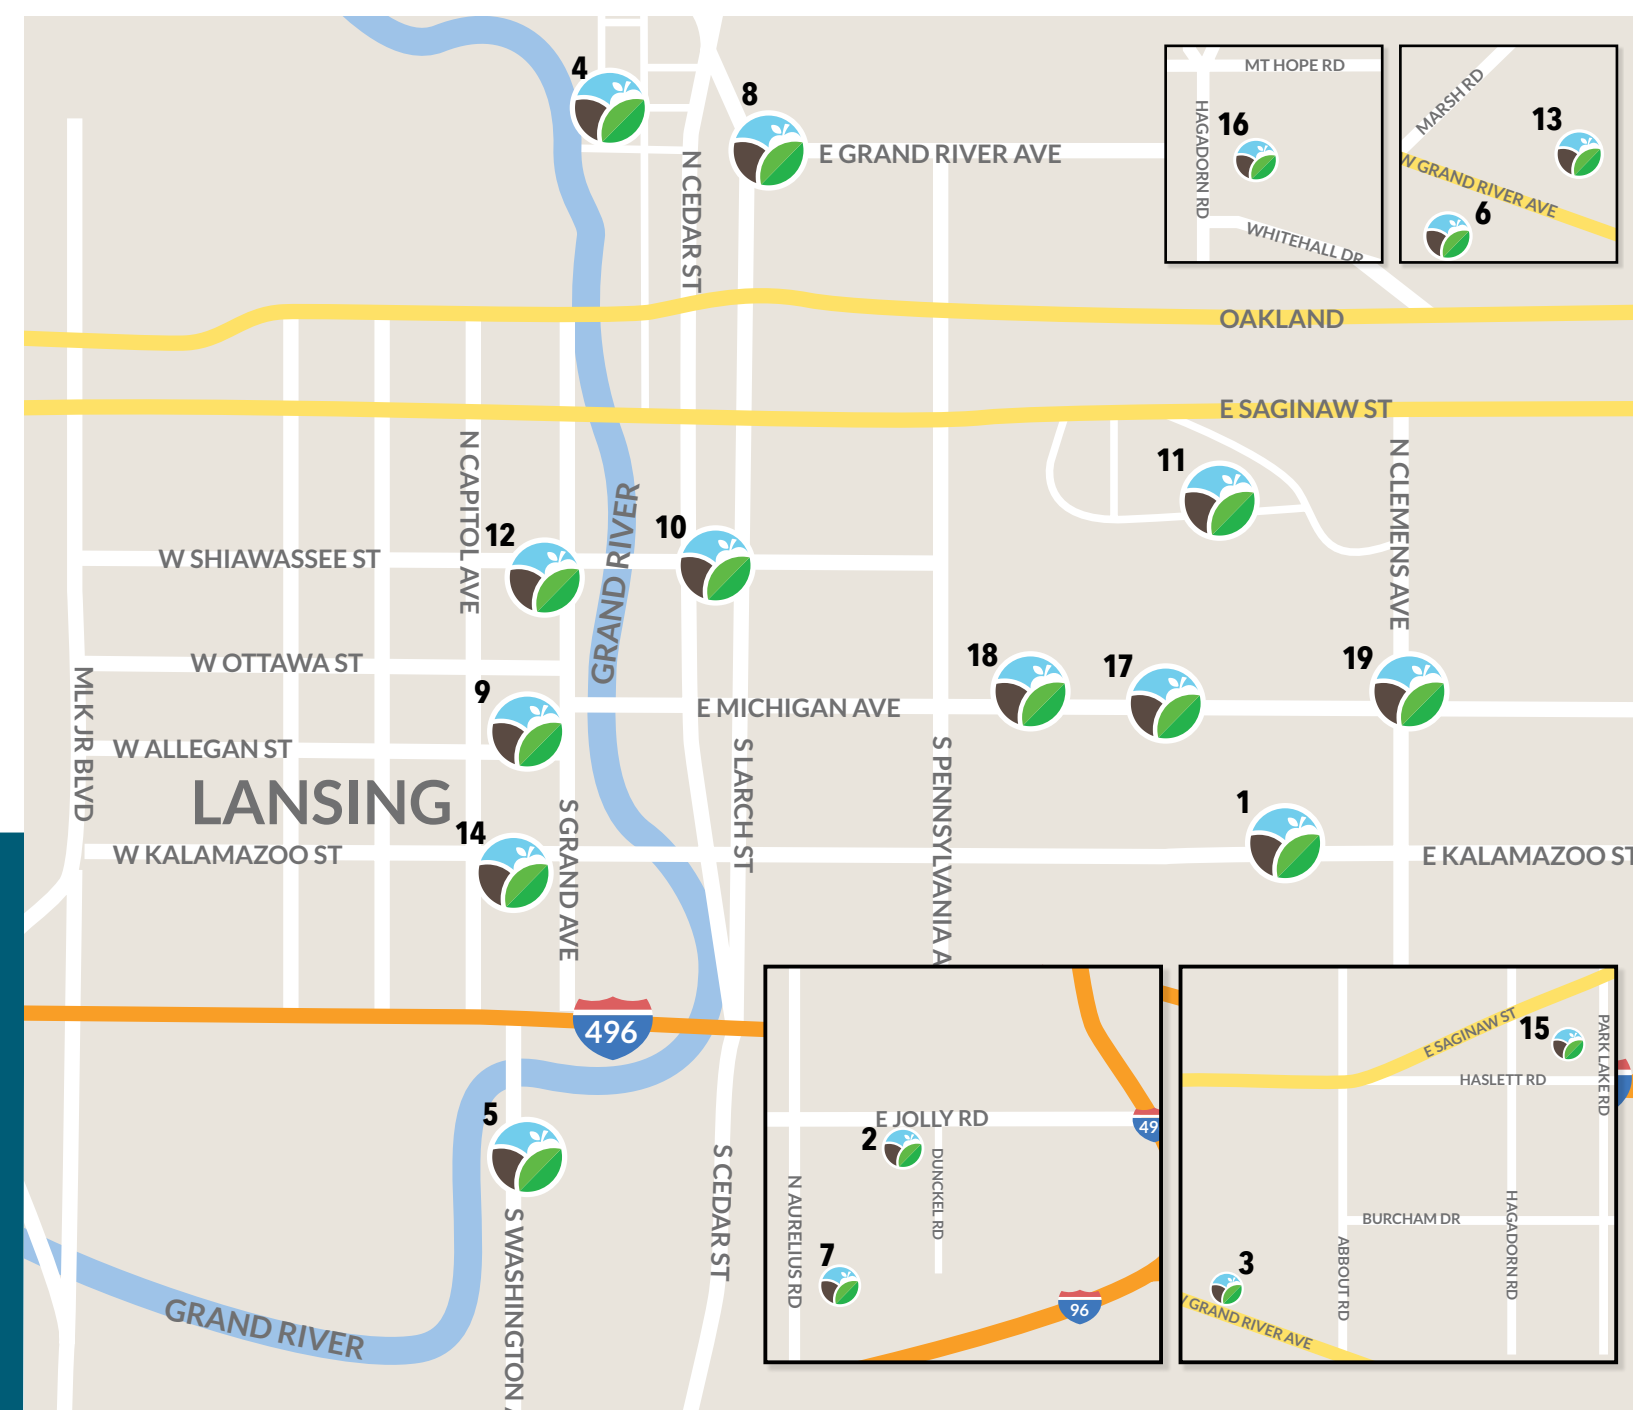 4
8
MT HOPE RD
MARSH RD
HAGADORN RD
16
13
E GRAND RIVER AVE
N CEDAR ST
W GRAND RIVER AVE
6
WHITEHALL DR
OAKLAND
E SAGINAW ST
N CAPITOL AVE
N CLEMENS AVE
11
GRAND RIVER
12
10
W SHIAWASSEE ST
W OTTAWA ST
18
17
19
MLK JR BLVD
9
E MICHIGAN AVE
W ALLEGAN ST
S LARCH ST
S PENNSYLVANIA A
LANSING
S GRAND AVE
1
14
W KALAMAZOO ST
E KALAMAZOO ST
496
E SAGINAW ST
15
PARK LAKE RD
HASLETT RD
5
E JOLLY RD
49
2
DUNCKEL RD
S CEDAR ST
N AURELIUS RD
HAGADORN RD
BURCHAM DR
S WASHINGTON
7
3
ABBOUT RD
96
W GRAND RIVER AVE
GRAND RIVER